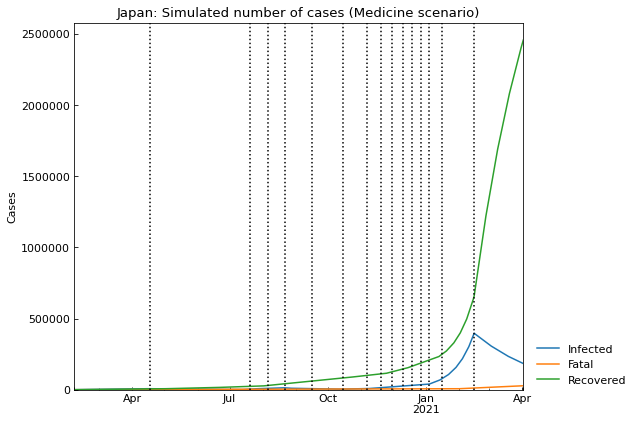 Japan: Simulated number of cases (Medicine scenario)
2500000
2000000
1500000
1000000
500000
0
Cases
Apr
Jul
Oct
Jan
2021
Apr
Infected
Fatal
Recovered